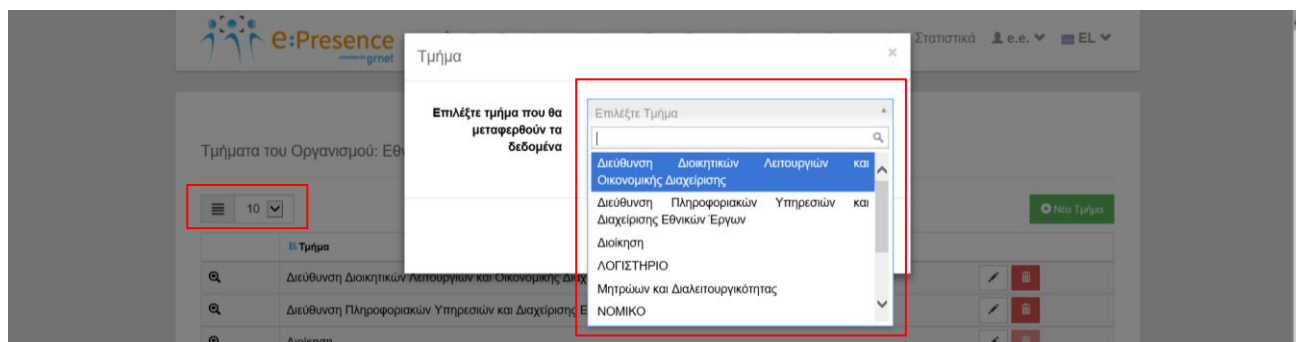 e:Presence
grnet
Στατιστικά e.e. EL
Τμήμα ×
Επιλέξτε τμήμα που θα
μεταφερθούν τα
δεδομένα
Επιλέξτε Τμήμα
Διεύθυνση Διοικητικών Λειτουργιών και
Οικονομικής Διαχείρισης
Διεύθυνση Πληροφοριακών Υπηρεσιών και
Διαχείρισης Εθνικών Έργων
Διοίκηση
ΛΟΓΙΣΤΗΡΙΟ
Μητρώων και Διαλειτουργικότητας
ΝΟΜΙΚΟ
Τμήματα του Οργανισμού:
10
Νέο Τμήμα
Τμήμα
Διεύθυνση Διοικητικών Λειτουργιών και Οικονομικής
Διεύθυνση Πληροφοριακών Υπηρεσιών και Διαχείρισης
Διοίκηση